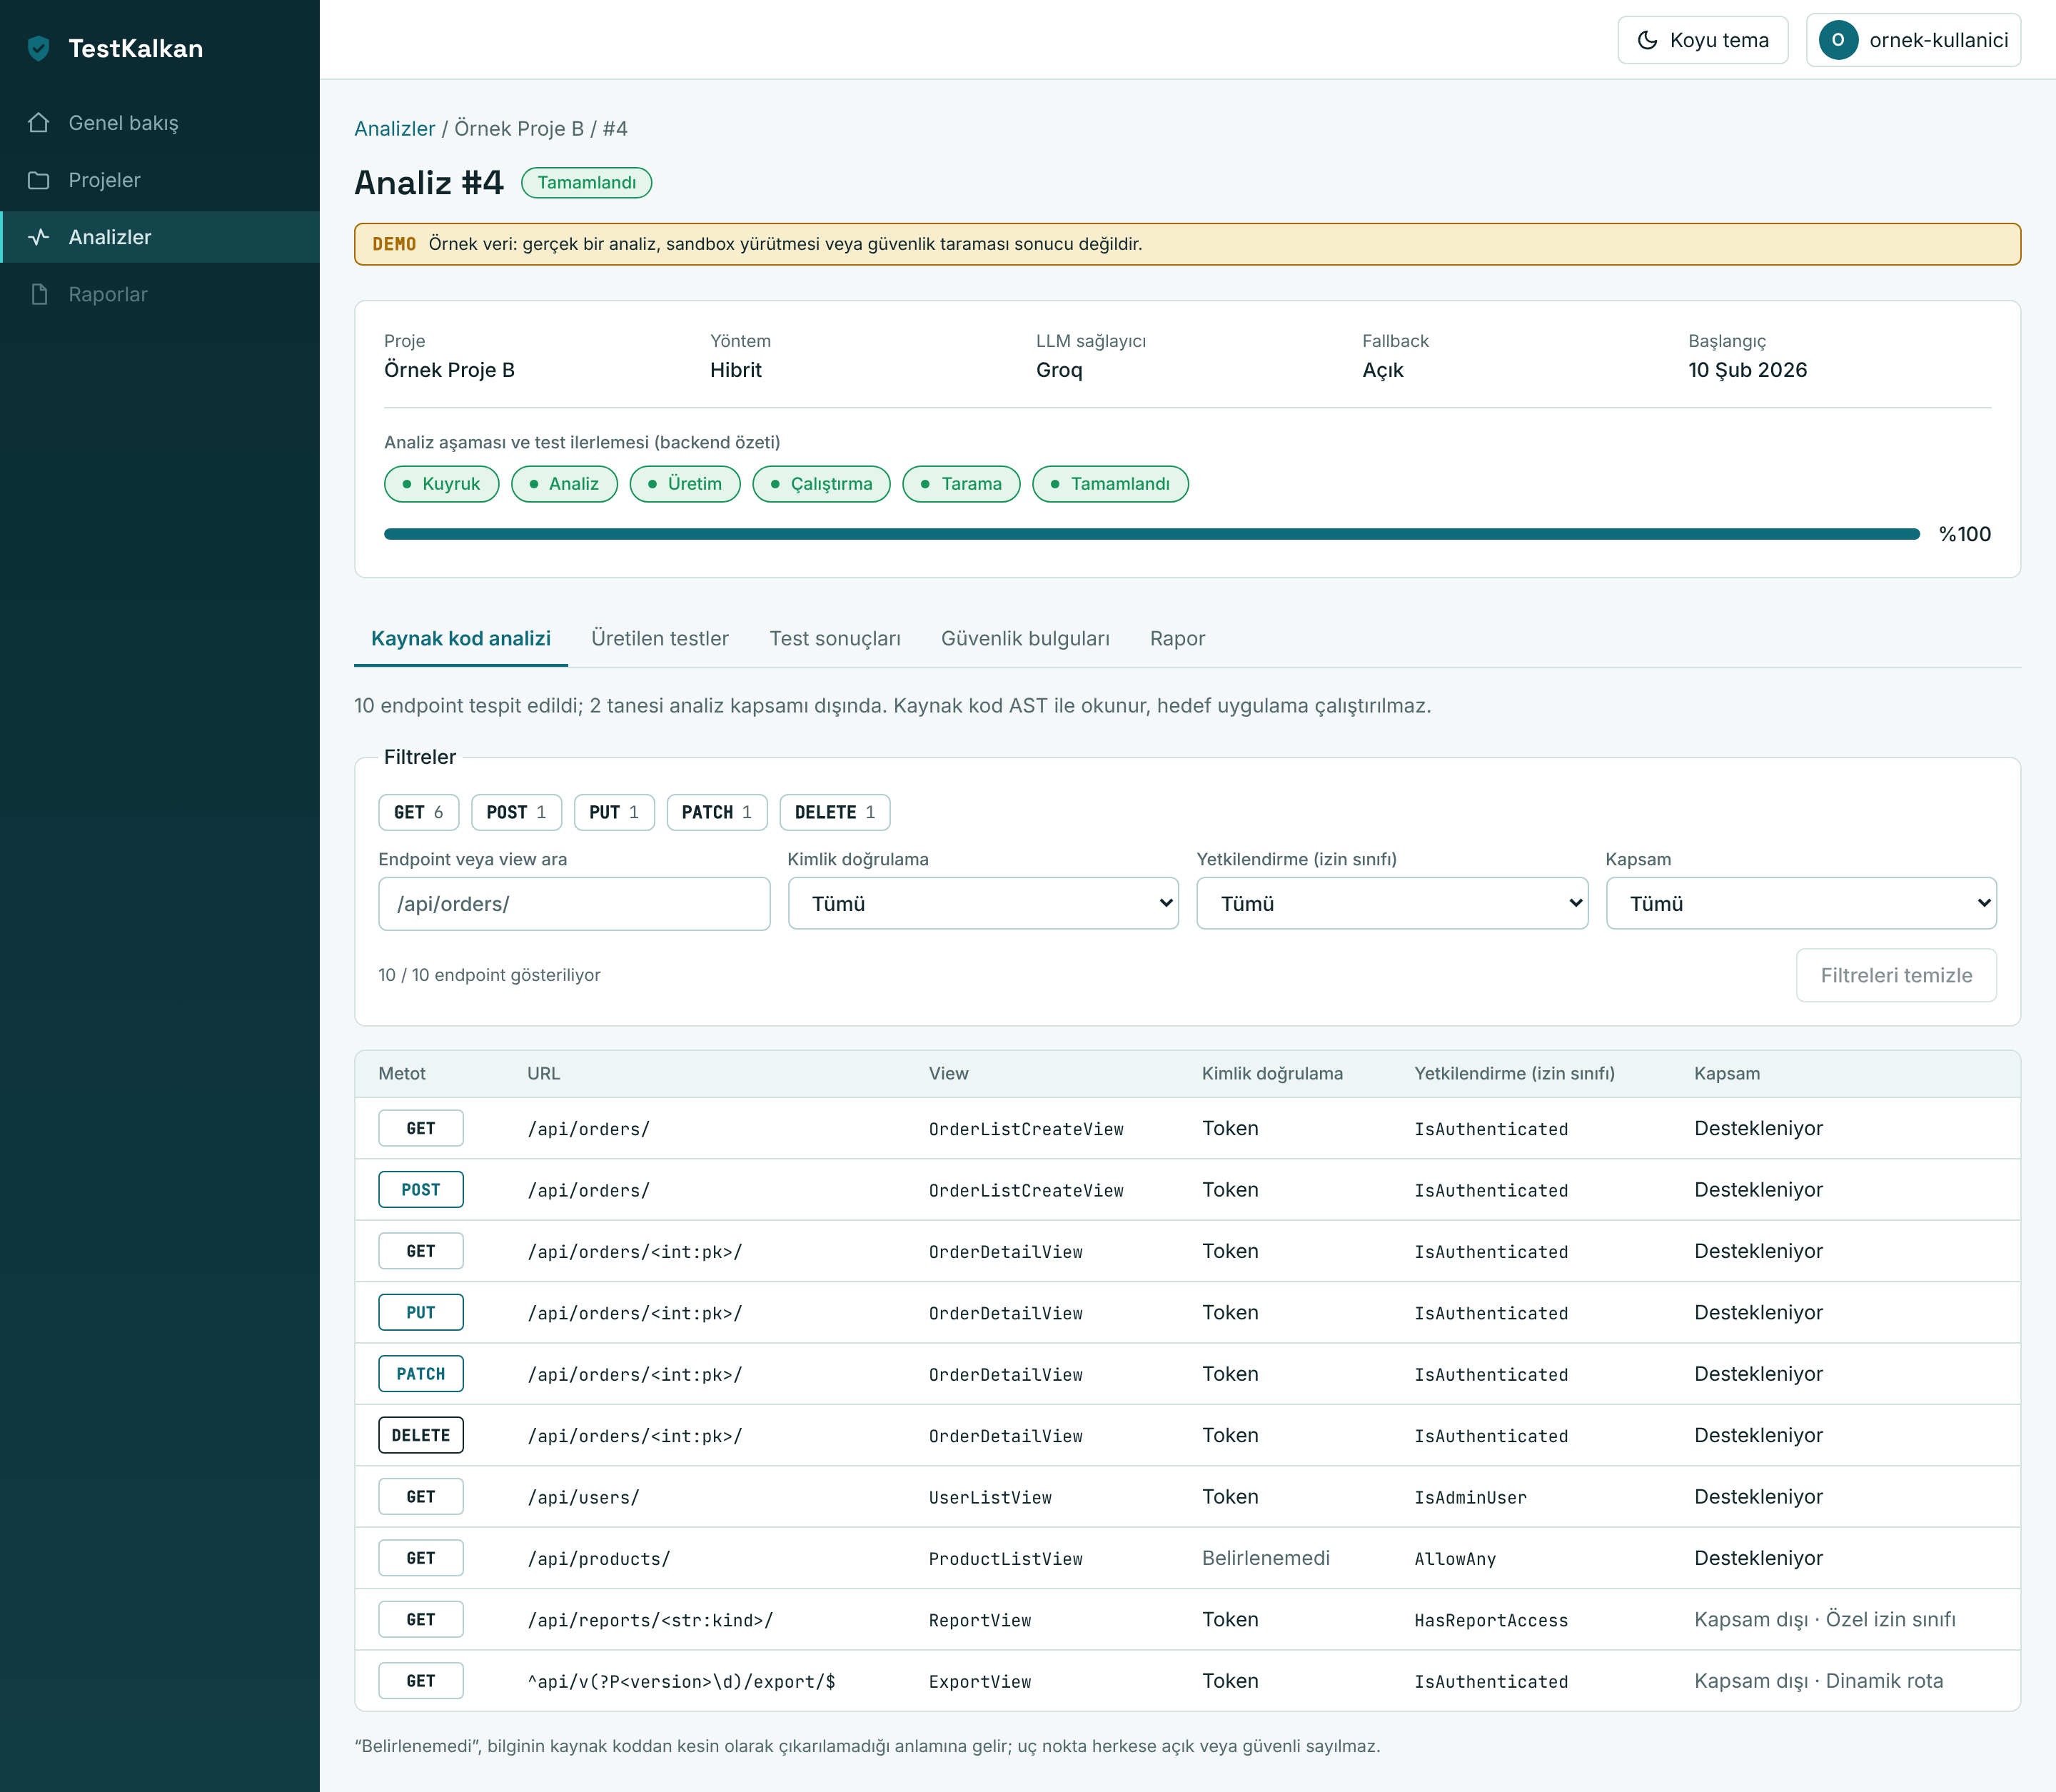 TestKalkan
Genel bakış
Projeler
Analizler
Raporlar
Koyu tema
O ornek-kullanici
Analizler / Örnek Proje B / #4
Analiz #4 Tamamlandı
DEMO Örnek veri: gerçek bir analiz, sandbox yürütmesi veya güvenlik taraması sonucu değildir.
Proje Yöntem LLM sağlayıcı Fallback Başlangıç
Örnek Proje B Hibrit Groq Açık 10 Şub 2026
Analiz aşaması ve test ilerlemesi (backend özeti)
Kuyruk Analiz Üretim Çalıştırma Tarama Tamamlandı
%100
Kaynak kod analizi Üretilen testler Test sonuçları Güvenlik bulguları Rapor
10 endpoint tespit edildi; 2 tanesi analiz kapsamı dışında. Kaynak kod AST ile okunur, hedef uygulama çalıştırılmaz.
Filtreler
GET 6 POST 1 PUT 1 PATCH 1 DELETE 1
Endpoint veya view ara Kimlik doğrulama Yetkilendirme (izin sınıfı) Kapsam
/api/orders/ Tümü Tümü Tümü
10 / 10 endpoint gösteriliyor Filtreleri temizle
Metot URL View Kimlik doğrulama Yetkilendirme (izin sınıfı) Kapsam
GET /api/orders/ OrderListCreateView Token IsAuthenticated Destekleniyor
POST /api/orders/ OrderListCreateView Token IsAuthenticated Destekleniyor
GET /api/orders/<int:pk>/ OrderDetailView Token IsAuthenticated Destekleniyor
PUT /api/orders/<int:pk>/ OrderDetailView Token IsAuthenticated Destekleniyor
PATCH /api/orders/<int:pk>/ OrderDetailView Token IsAuthenticated Destekleniyor
DELETE /api/orders/<int:pk>/ OrderDetailView Token IsAuthenticated Destekleniyor
GET /api/users/ UserListView Token IsAdminUser Destekleniyor
GET /api/products/ ProductListView Belirlenemedi AllowAny Destekleniyor
GET /api/reports/<str:kind>/ ReportView Token HasReportAccess Kapsam dışı · Özel izin sınıfı
GET ^api/v(?P<version>\d)/export/$ ExportView Token IsAuthenticated Kapsam dışı · Dinamik rota
“Belirlenemedi”, bilginin kaynak koddan kesin olarak çıkarılamadığı anlamına gelir; uç nokta herkese açık veya güvenli sayılmaz.